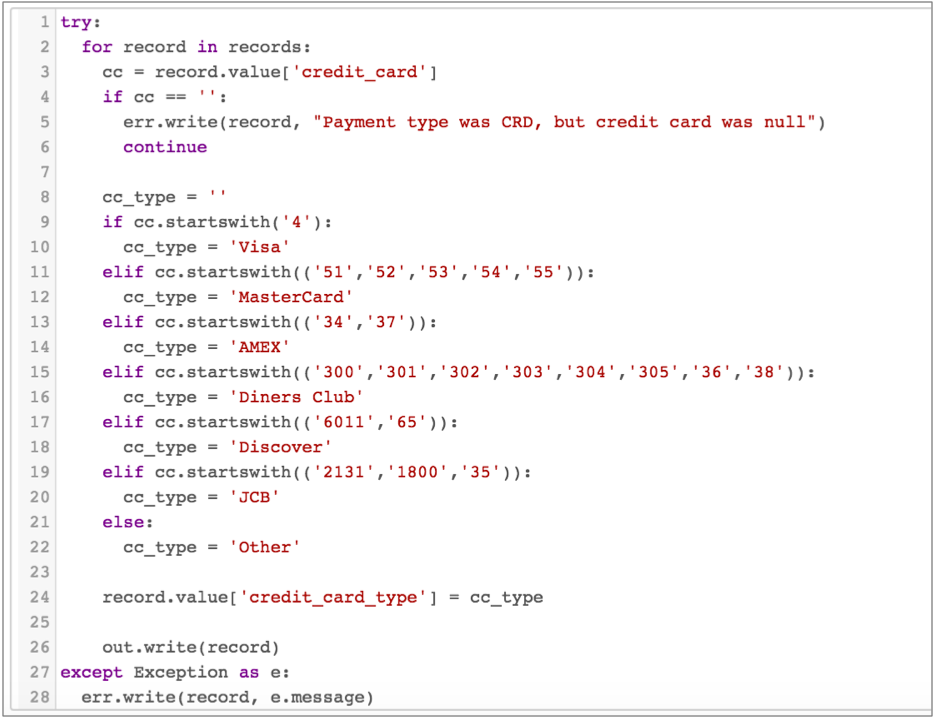 1 try:
2   for record in records:
3     cc = record.value['credit_card']
4     if cc == '':
5       err.write(record, "Payment type was CRD, but credit card was null")
6       continue
7
8     cc_type = ''
9     if cc.startswith('4'):
10       cc_type = 'Visa'
11     elif cc.startswith(('51','52','53','54','55')):
12       cc_type = 'MasterCard'
13     elif cc.startswith(('34','37')):
14       cc_type = 'AMEX'
15     elif cc.startswith(('300','301','302','303','304','305','36','38')):
16       cc_type = 'Diners Club'
17     elif cc.startswith(('6011','65')):
18       cc_type = 'Discover'
19     elif cc.startswith(('2131','1800','35')):
20       cc_type = 'JCB'
21     else:
22       cc_type = 'Other'
23
24     record.value['credit_card_type'] = cc_type
25
26     out.write(record)
27 except Exception as e:
28   err.write(record, e.message)